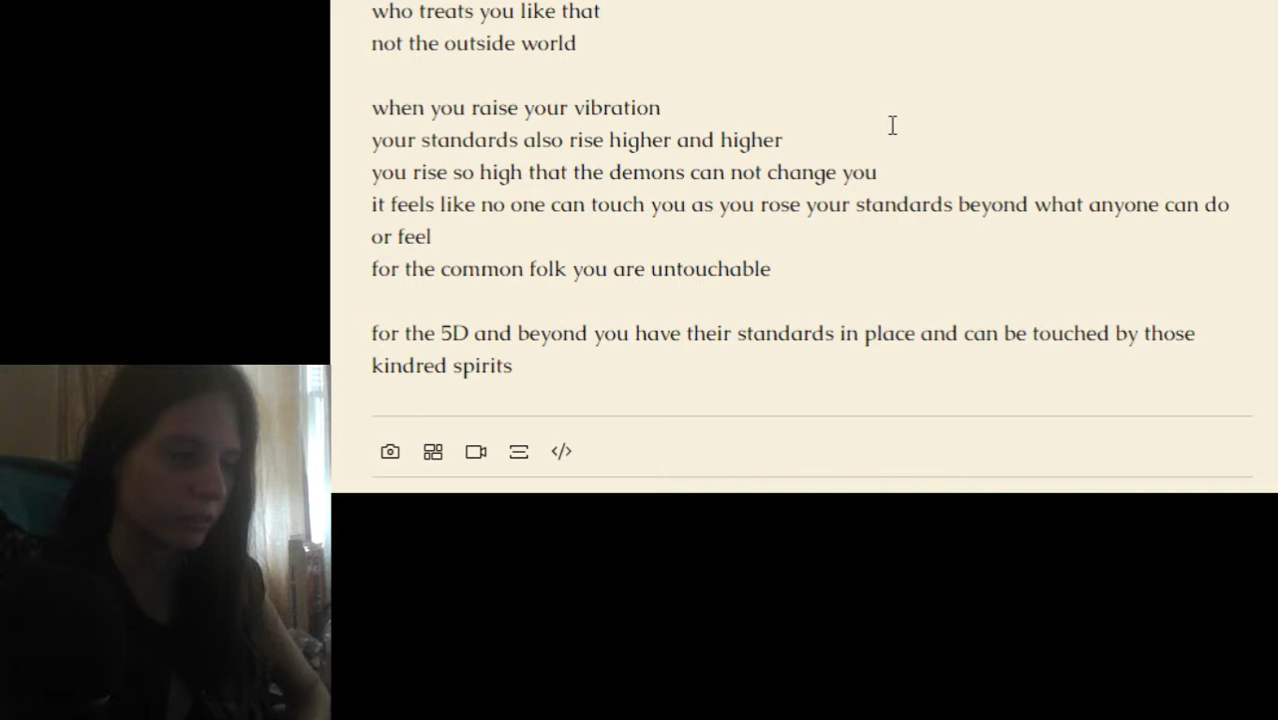 who treats you like that
not the outside world
when you raise your vibration
your standards also rise higher and higher
you rise so high that the demons can not change you
it feels like no one can touch you as you rose your standards beyond what anyone can do
or feel
for the common folk you are untouchable
for the 5D and beyond you have their standards in place and can be touched by those
kindred spirits